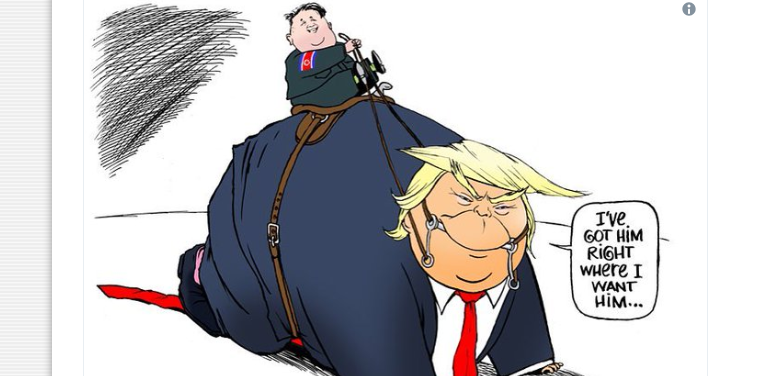 I'VE
GOT HIM
RIGHT
WHERE I
WANT
HIM...